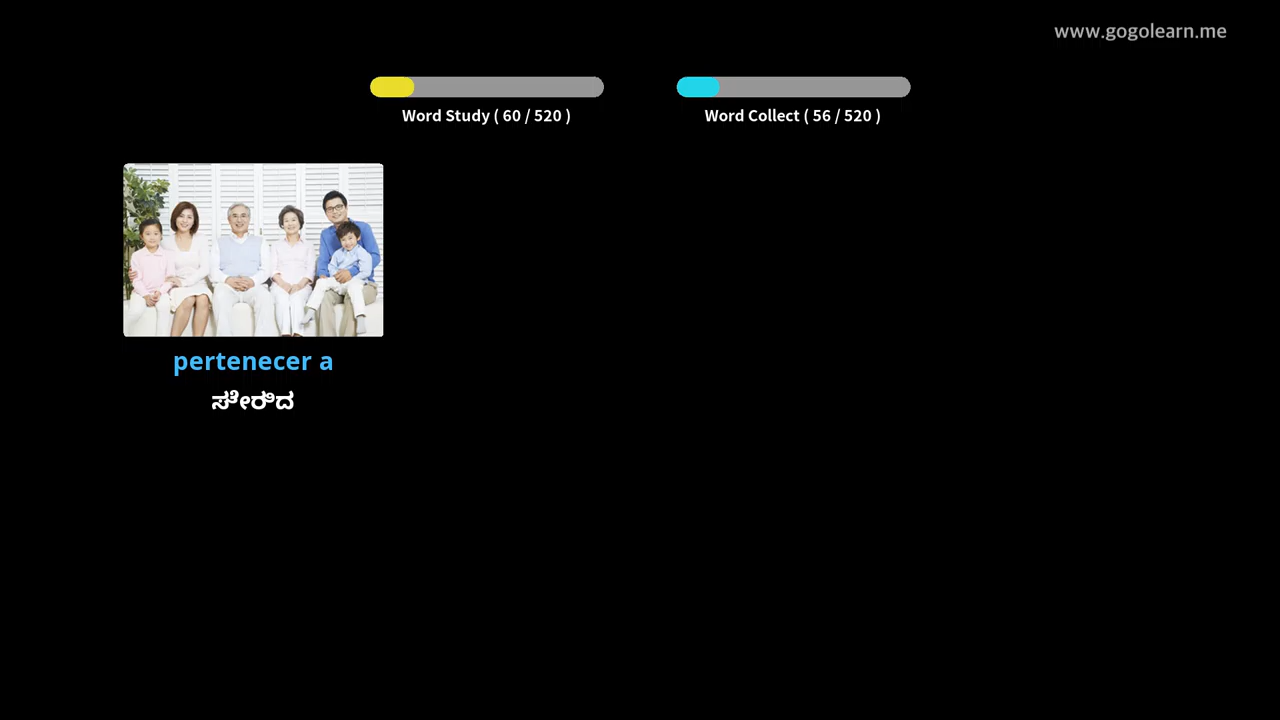 www.gogolearn.me
Word Study ( 60 / 520 )
Word Collect ( 56 / 520 )
pertenecer a
ಸೇರಿದ